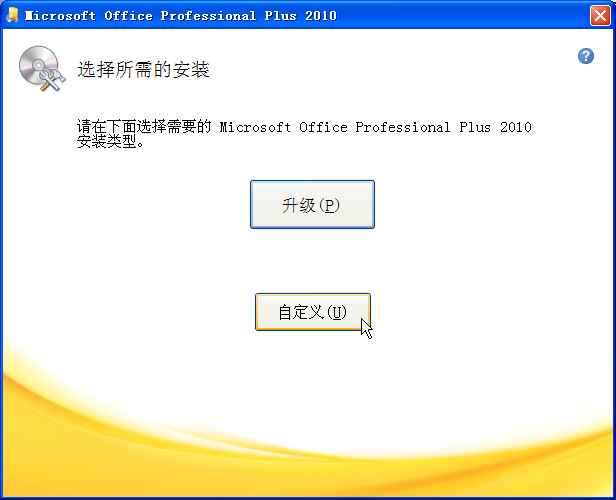 Microsoft Office Professional Plus 2010
选择所需的安装
?
请在下面选择需要的 Microsoft Office Professional Plus 2010
安装类型。
升级(P)
自定义(U)